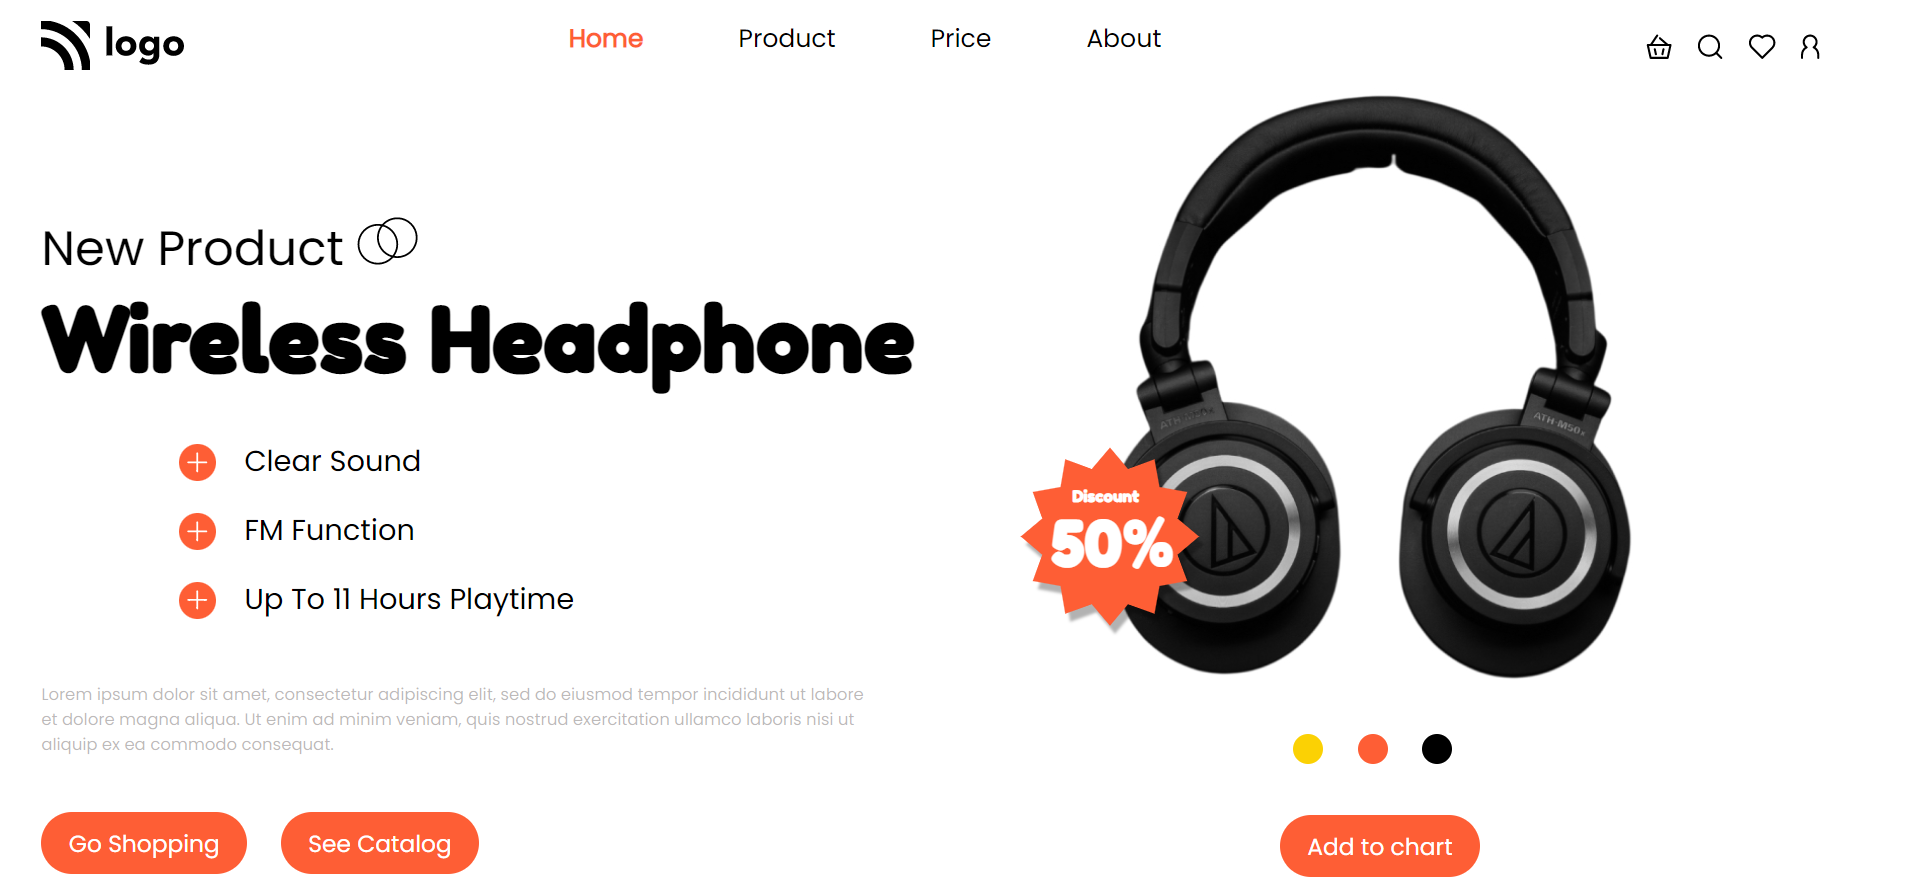 logo
Home
Product
Price
About
New Product
Wireless Headphone
Clear Sound
FM Function
Up To 11 Hours Playtime
Lorem ipsum dolor sit amet, consectetur adipiscing elit, sed do eiusmod tempor incididunt ut labore
et dolore magna aliqua. Ut enim ad minim veniam, quis nostrud exercitation ullamco laboris nisi ut
aliquip ex ea commodo consequat.
Go Shopping
See Catalog
ATH-M50x
ATH-M50x
Discount
50%
Add to chart